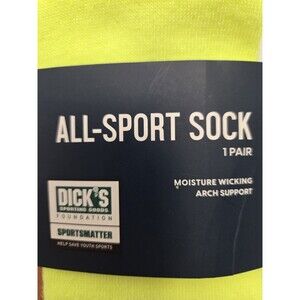 ALL-SPORT SOCK
1 PAIR
MOISTURE WICKING
ARCH SUPPORT
DICK'S
SPORTING GOODS
FOUNDATION
SPORTSMATTER
HELP SAVE YOUTH SPORTS